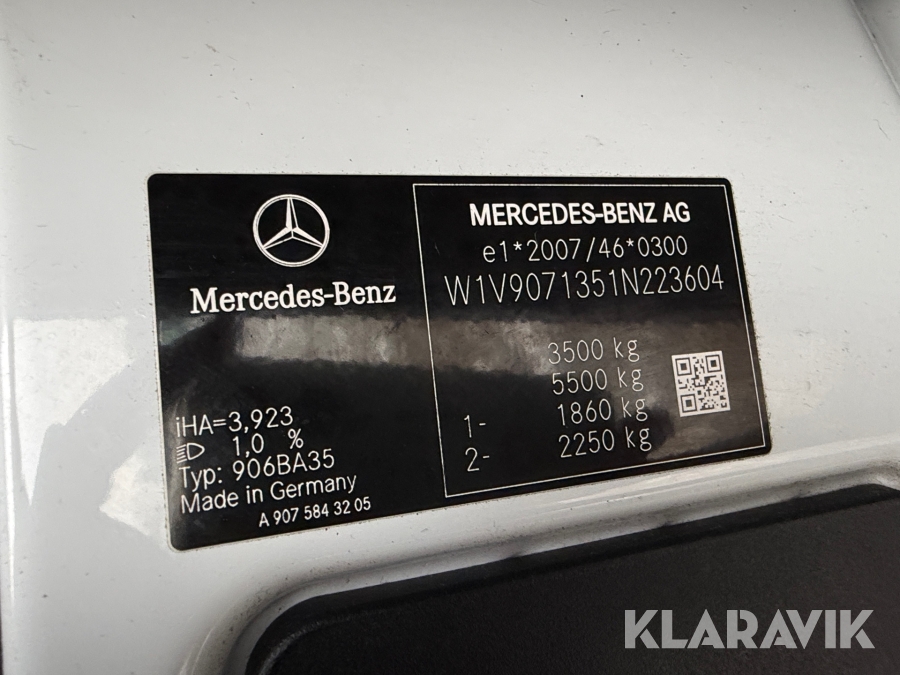 Mercedes-Benz
iHA=3,923
1,0 %
Typ: 906BA35
Made in Germany
A 907 584 32 05
MERCEDES-BENZ AG
e1*2007/46*0300
W1V9071351N223604
3500 kg
5500 kg
1- 1860 kg
2- 2250 kg
KLARAVIK